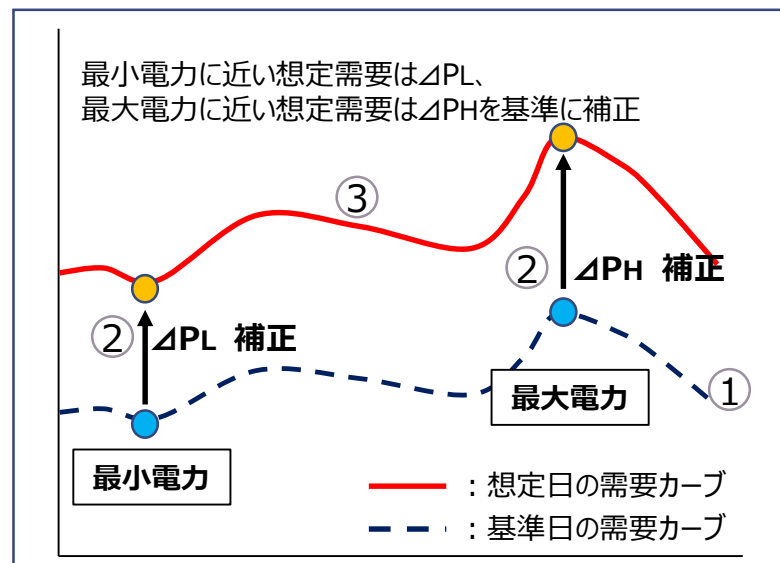 最小電力に近い想定需要は⊿PL、
最大電力に近い想定需要は⊿PHを基準に補正
③
②
⊿PH 補正
②
⊿PL 補正
最大電力
①
最小電力
：想定日の需要カーブ
：基準日の需要カーブ